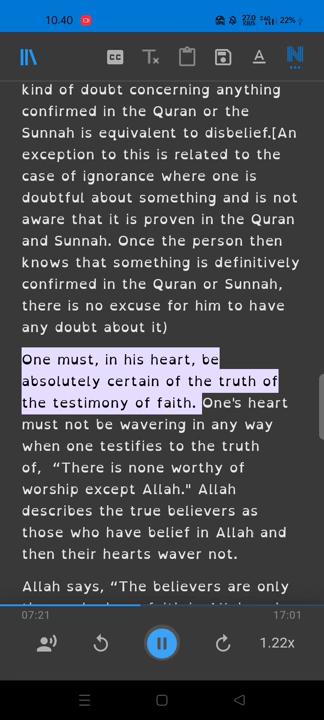 10.40
27.0
KB/S
22%
CC
kind of doubt concerning anything
confirmed in the Quran or the
Sunnah is equivalent to disbelief.[An
exception to this is related to the
case of ignorance where one is
doubtful about something and is not
aware that it is proven in the Quran
and Sunnah. Once the person then
knows that something is definitively
confirmed in the Quran or Sunnah,
there is no excuse for him to have
any doubt about it)
One must, in his heart, be
absolutely certain of the truth of
the testimony of faith. One's heart
must not be wavering in any way
when one testifies to the truth
of, “There is none worthy of
worship except Allah." Allah
describes the true believers as
those who have belief in Allah and
then their hearts waver not.
Allah says, “The believers are only
07:21
17:01
1.22x